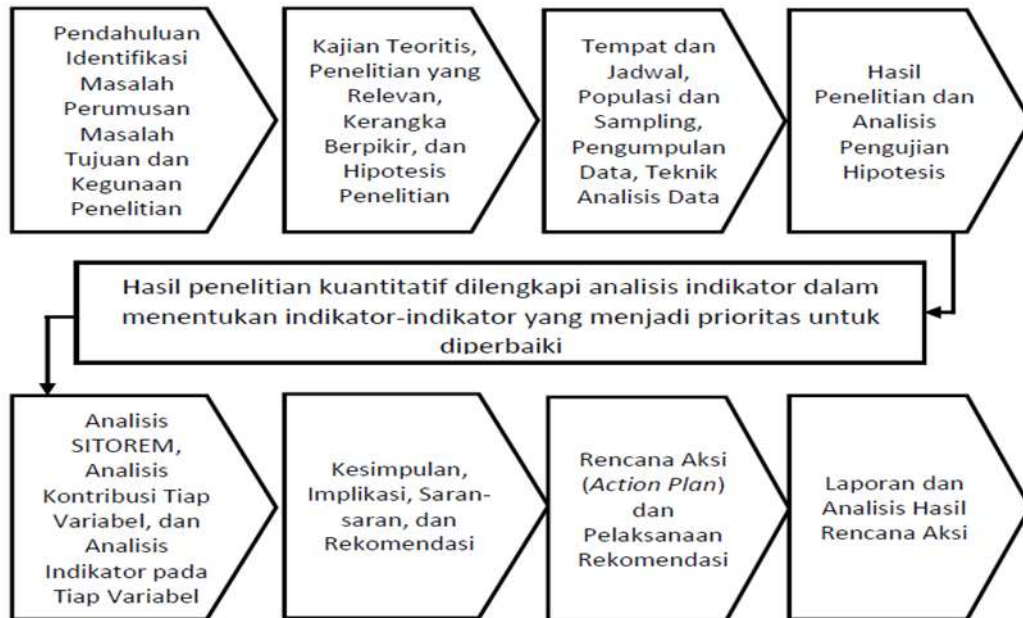 Pendahuluan
Identifikasi
Masalah
Perumusan
Masalah
Tujuan dan
Kegunaan
Penelitian
Kajian Teoritis,
Penelitian yang
Relevan,
Kerangka
Berpikir, dan
Hipotesis
Penelitian
Tempat dan
Jadwal,
Populasi dan
Sampling,
Pengumpulan
Data, Teknik
Analisis Data
Hasil
Penelitian dan
Analisis
Pengujian
Hipotesis
Hasil penelitian kuantitatif dilengkapi analisis indikator dalam
menentukan indikator-indikator yang menjadi prioritas untuk
diperbaiki
Analisis
SITOREM,
Analisis
Kontribusi Tiap
Variabel, dan
Analisis
Indikator pada
Tiap Variabel
Kesimpulan,
Implikasi, Saran-
saran, dan
Rekomendasi
Rencana Aksi
(Action Plan)
dan
Pelaksanaan
Rekomendasi
Laporan dan
Analisis Hasil
Rencana Aksi